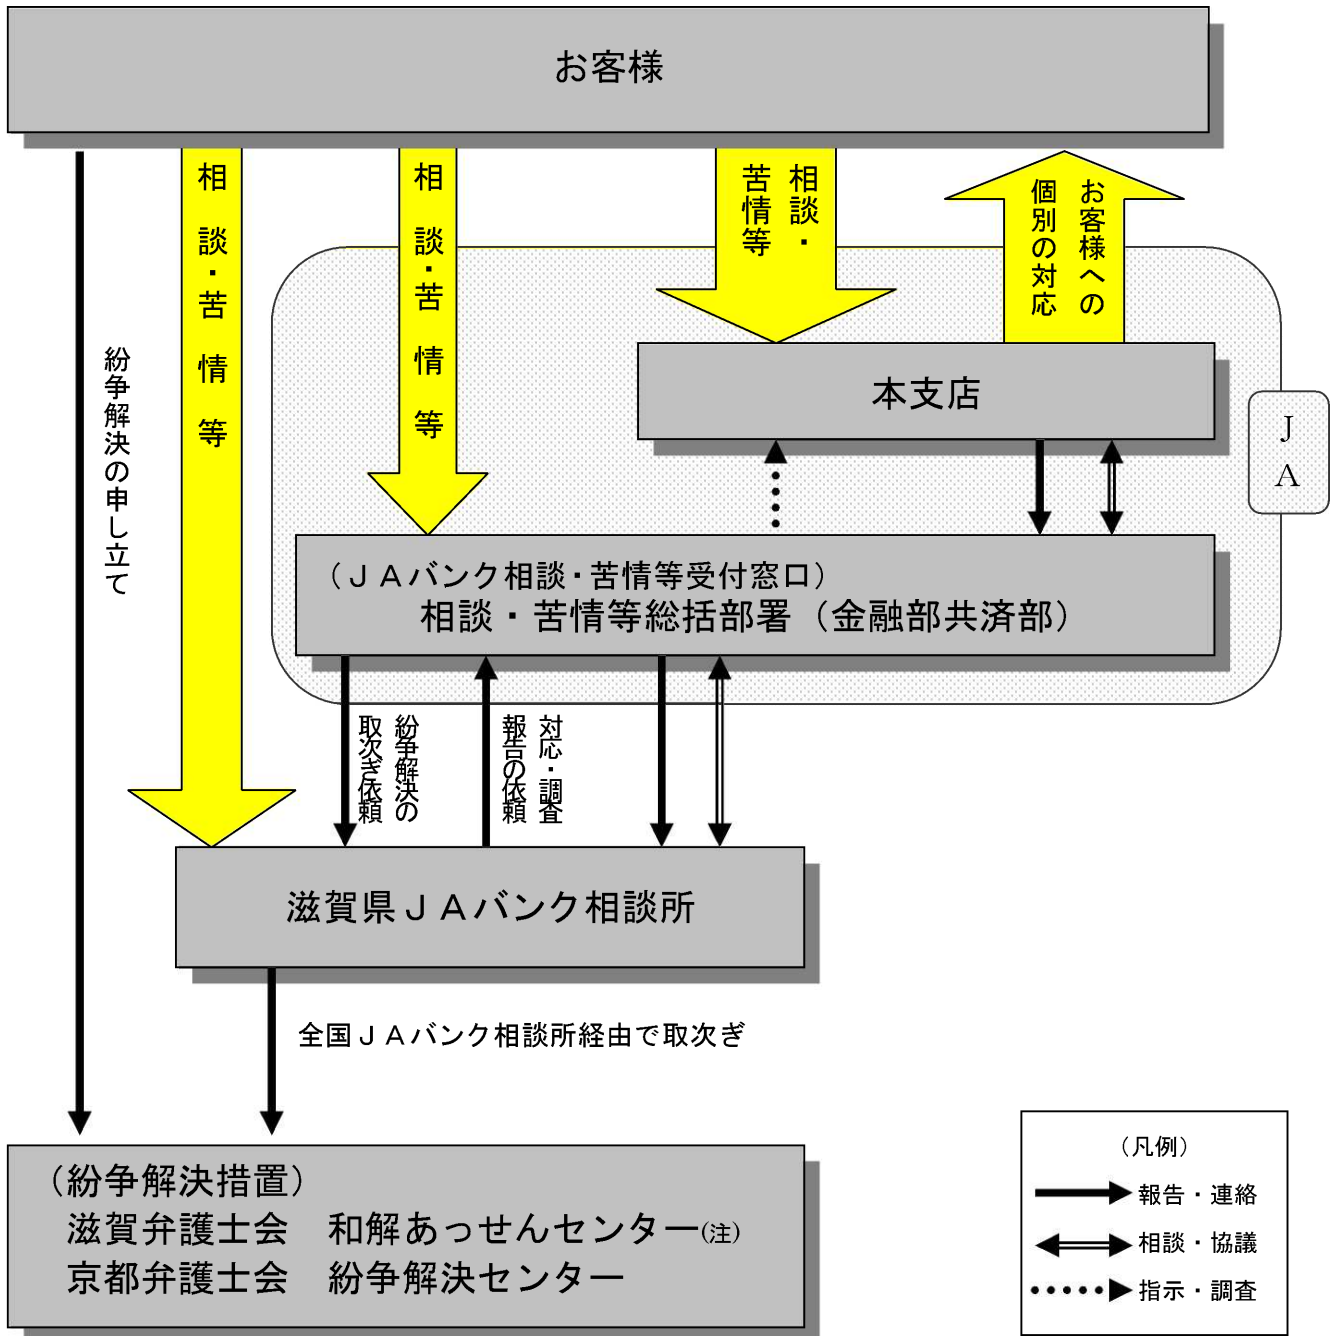 お客様
相談・苦情等
相談・苦情等
相談・
苦情等
お客様への
個別の対応
紛争解決の申し立て
本支店
ＪＡ
（ＪＡバンク相談・苦情等受付窓口）
相談・苦情等総括部署（金融部共済部）
紛争解決の
取次ぎ依頼
対応・調査
報告の依頼
滋賀県ＪＡバンク相談所
全国ＪＡバンク相談所経由で取次ぎ
（紛争解決措置）
滋賀弁護士会　和解あっせんセンター(注)
京都弁護士会　紛争解決センター
（凡例）
報告・連絡
相談・協議
指示・調査